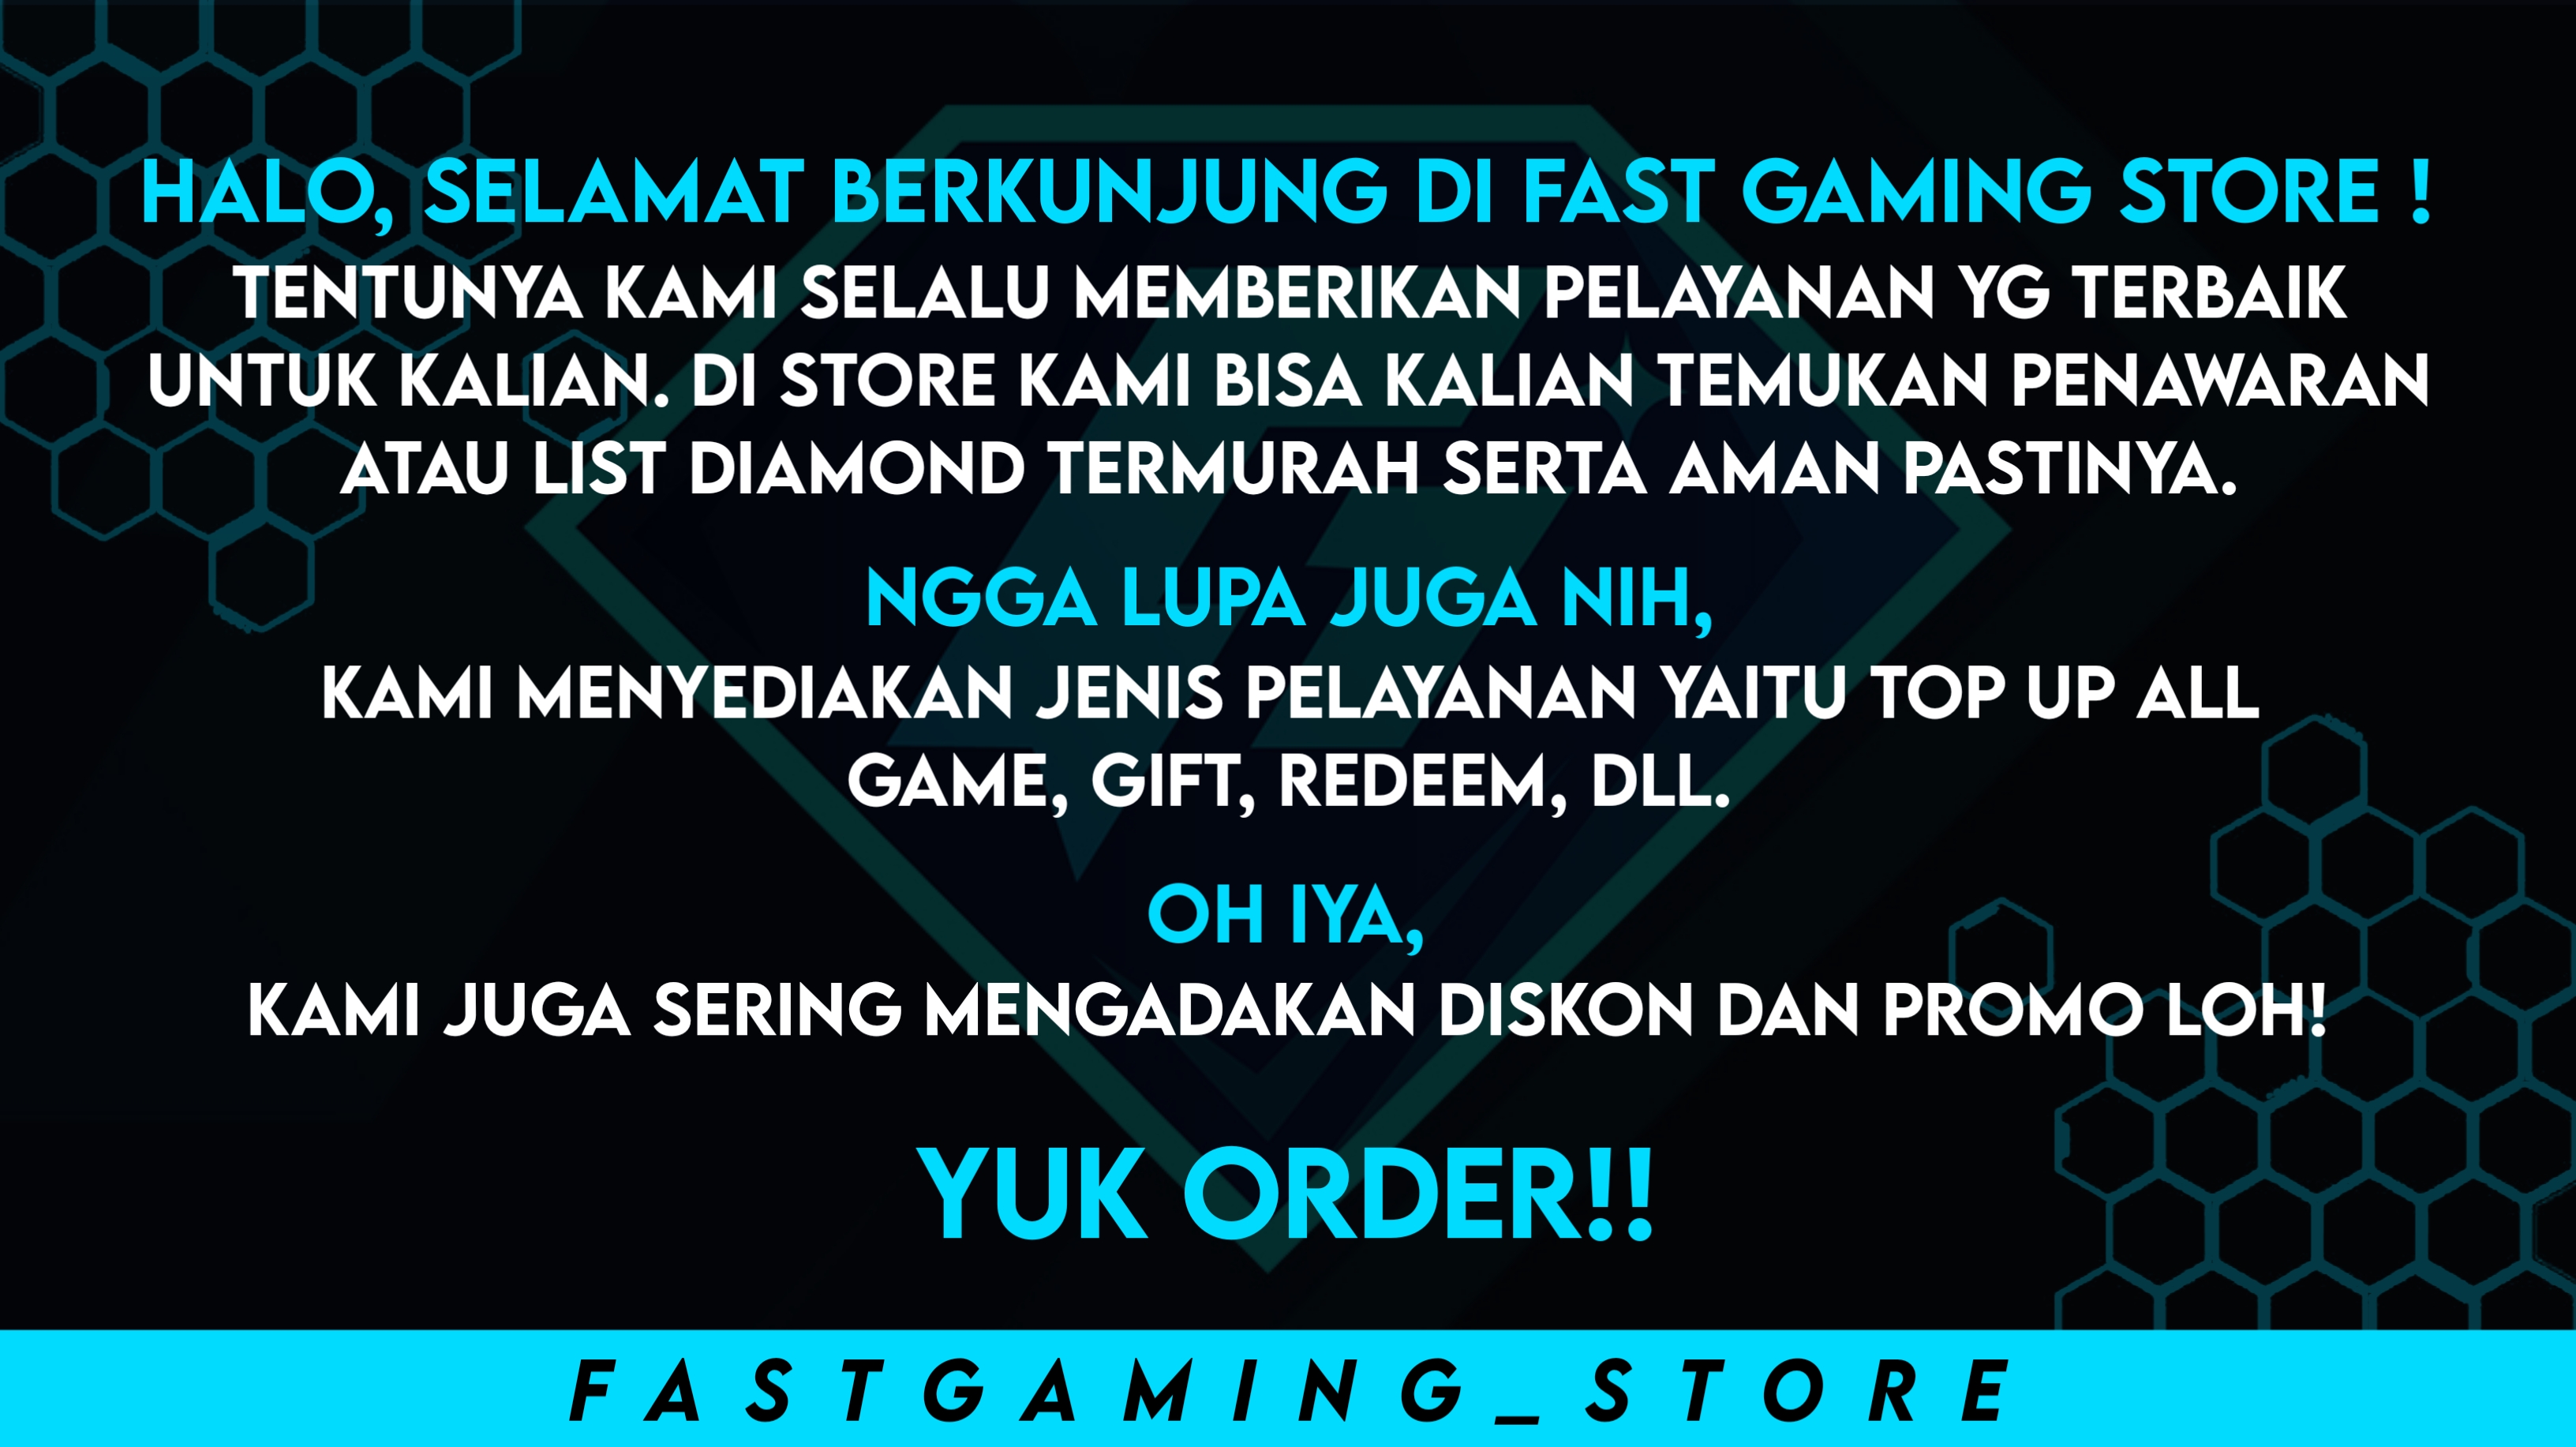 HALO, SELAMAT BERKUNJUNG DI FAST GAMING STORE !
TENTUNYA KAMI SELALU MEMBERIKAN PELAYANAN YG TERBAIK
UNTUK KALIAN. DI STORE KAMI BISA KALIAN TEMUKAN PENAWARAN
ATAU LIST DIAMOND TERMURAH SERTA AMAN PASTINYA.
NGGA LUPA JUGA NIH,
KAMI MENYEDIAKAN JENIS PELAYANAN YAITU TOP UP ALL
GAME, GIFT, REDEEM, DLL.
OH IYA,
KAMI JUGA SERING MENGADAKAN DISKON DAN PROMO LOH!
YUK ORDER!!
FASTGAMING_STORE